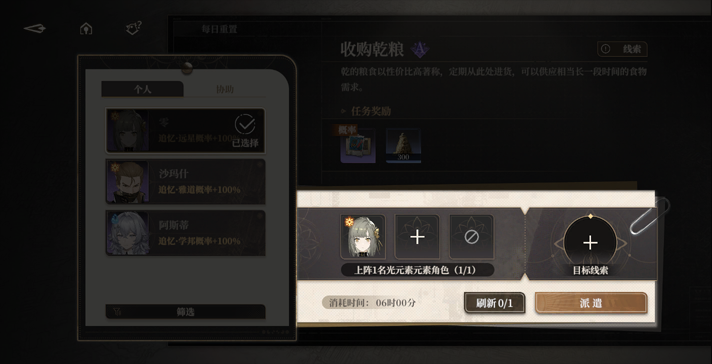 每日重置
收购乾粮 A
线索
乾的粮食以性价比高著称，定期从此处进货，可以供应相当长一段时间的食物
需求。
任务奖励
概率
300
个人
协助
零
追忆·远星概率+100%
已选择
沙玛什
追忆·雅道概率+100%
阿斯蒂
追忆·学邦概率+100%
筛选
上阵1名光元素元素角色（1/1）
目标线索
消耗时间： 06时00分
刷新 0/1
派遣